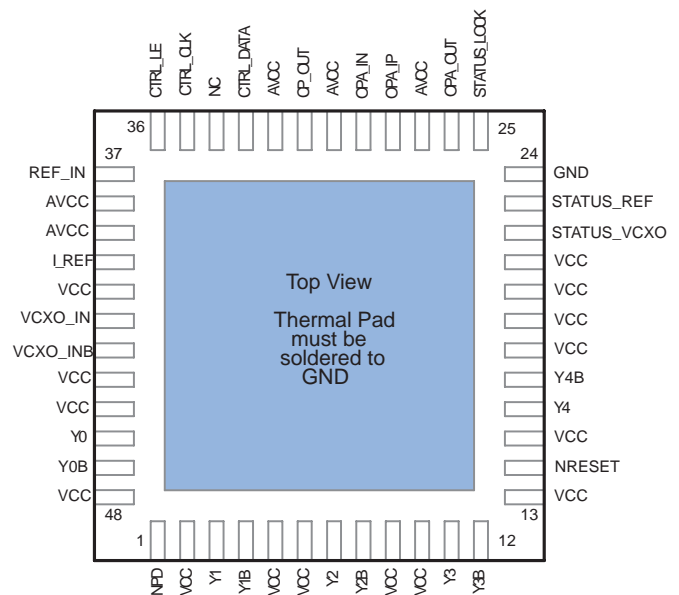 CTRL_LE
CTRL_CLK
NC
CTRL_DATA
AVCC
CP_OUT
AVCC
OPA_IN
OPA_IP
AVCC
OPA_OUT
STATUS_LOCK
36
25
37
24
REF_IN
AVCC
AVCC
I_REF
VCC
VCXO_IN
VCXO_INB
VCC
VCC
Y0
Y0B
VCC
Top View
Thermal Pad
must be
soldered to
GND
GND
STATUS_REF
STATUS_VCXO
VCC
VCC
VCC
VCC
Y4B
Y4
VCC
NRESET
VCC
48
13
1
12
NPD
VCC
Y1
Y1B
VCC
VCC
Y2
Y2B
VCC
VCC
Y3
Y3B